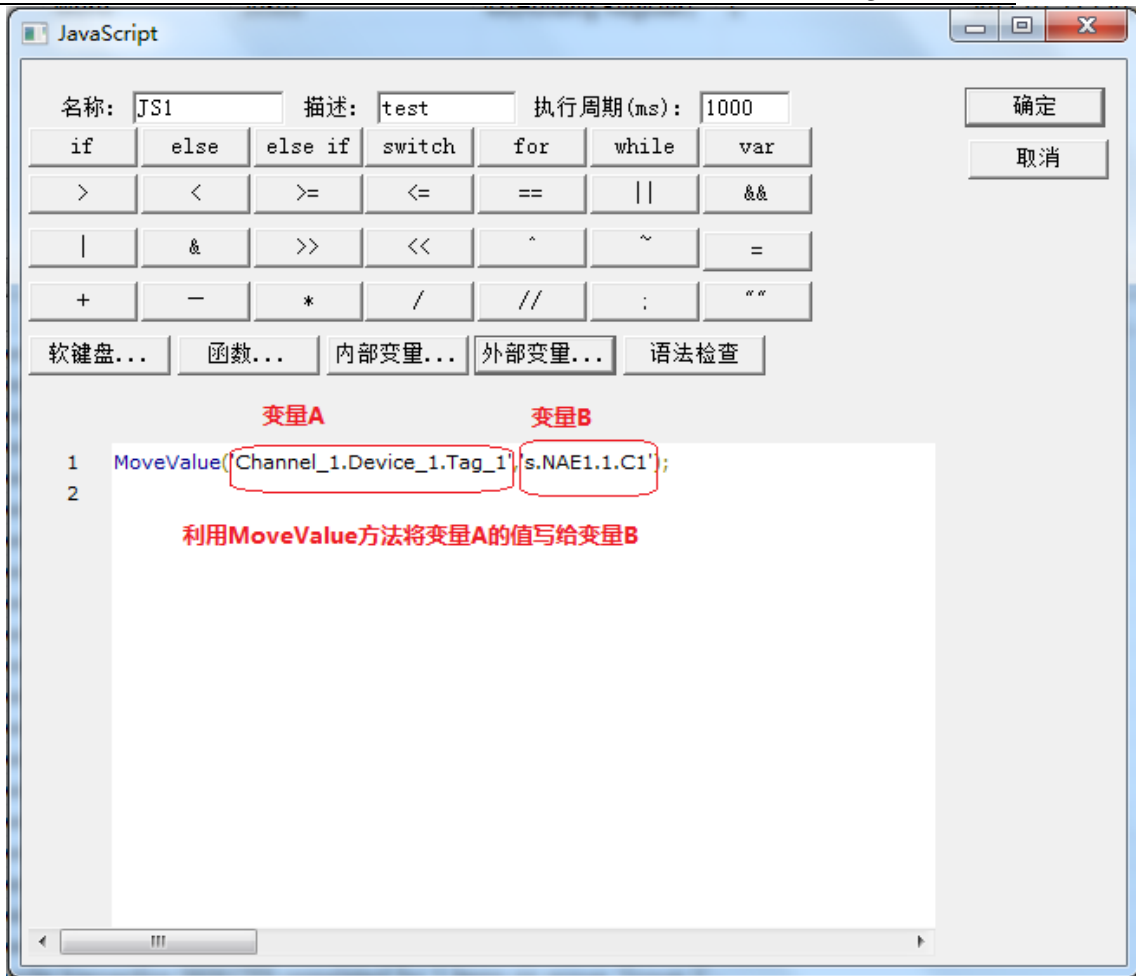 JavaScript
名称: JS1 描述: test 执行周期(ms): 1000 确定
if else else if switch for while var 取消
> < >= <= == || &&
| & >> << ^ ~ =
+ — * / // ; ""
软键盘... 函数... 内部变量... 外部变量... 语法检查
变量A 变量B
1 MoveValue('Channel_1.Device_1.Tag_1','s.NAE1.1.C1');
2
利用MoveValue方法将变量A的值写给变量B